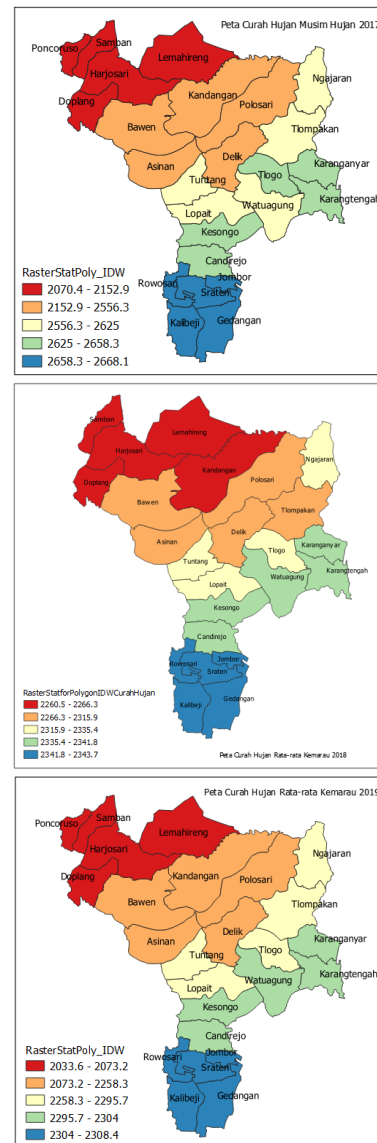 Peta Curah Hujan Musim Hujan 2017
Samban
Poncoruso
Lemahireng
Harjosari
Ngajaran
Doplang
Kandangan
Polosari
Bawen
Tlompakan
Delik
Asinan
Karanganyar
Tuntang
Tlogo
Karangtengah
Lopait
Watuagung
Kesongo
Candirejo
RasterStatPoly_IDW
Rowosari
Jombor
Sraten
2070.4 - 2152.9
2152.9 - 2556.3
Kalibeji
Gedangan
2556.3 - 2625
2625 - 2658.3
2658.3 - 2668.1
Samban
Lemahireng
Harjosari
Ngajaran
Doplang
Kandangan
Polosari
Bawen
Tlompakan
Delik
Asinan
Karanganyar
Tlogo
Tuntang
Karangtengah
Watuagung
Lopait
Kesongo
Candirejo
Rowosari
Jombor
Sraten
RasterStatforPolygonIDWCurahHujan
Gedangan
Kalibeji
2260.5 - 2266.3
2266.3 - 2315.9
2315.9 - 2335.4
2335.4 - 2341.8
2341.8 - 2343.7
Peta Curah Hujan Rata-rata Kemarau 2018
Peta Curah Hujan Rata-rata Kemarau 2019
Samban
Poncoruso
Lemahireng
Harjosari
Ngajaran
Doplang
Kandangan
Polosari
Bawen
Tlompakan
Delik
Asinan
Karanganyar
Tuntang
Tlogo
Karangtengah
Lopait
Watuagung
Kesongo
Candirejo
RasterStatPoly_IDW
Rowosari
Jombor
Sraten
2033.6 - 2073.2
2073.2 - 2258.3
Kalibeji
Gedangan
2258.3 - 2295.7
2295.7 - 2304
2304 - 2308.4